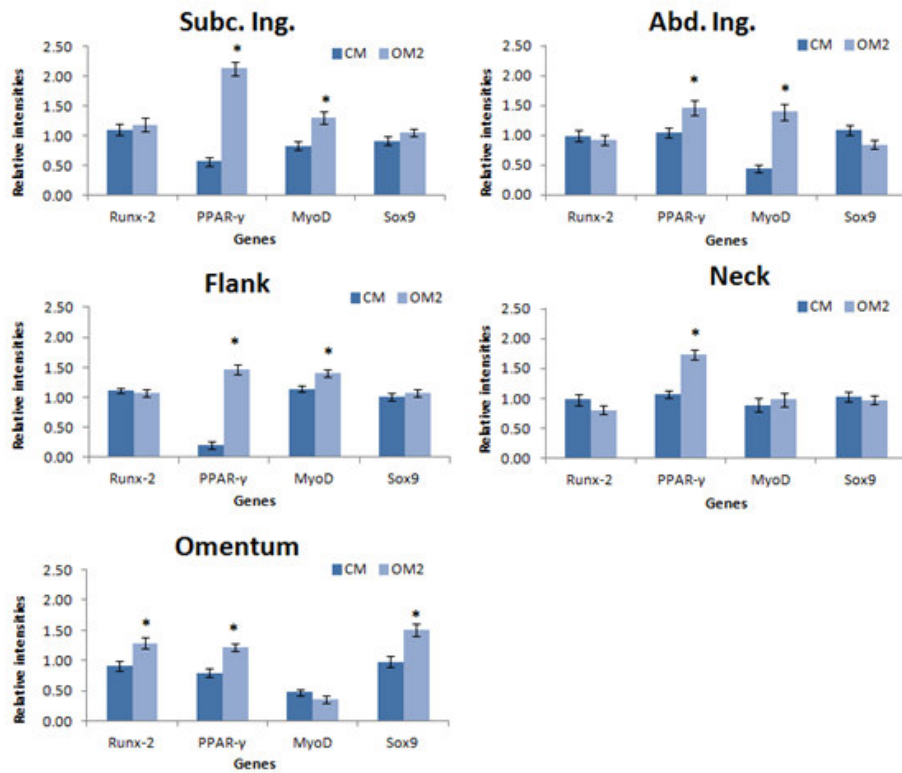 Subc. Ing.
CM OM2
Relative intensities
2.50
2.00
1.50
1.00
0.50
0.00
*
*
Runx-2 PPAR-γ MyoD Sox9
Genes
Abd. Ing.
CM OM2
Relative intensities
2.50
2.00
1.50
1.00
0.50
0.00
*
*
Runx-2 PPAR-γ MyoD Sox9
Genes
Flank
CM OM2
Relative intensities
2.50
2.00
1.50
1.00
0.50
0.00
*
*
Runx-2 PPAR-γ MyoD Sox9
Genes
Neck
CM OM2
Relative intensities
2.50
2.00
1.50
1.00
0.50
0.00
*
Runx-2 PPAR-γ MyoD Sox9
Genes
Omentum
CM OM2
Relative intensities
2.50
2.00
1.50
1.00
0.50
0.00
*
*
*
Runx-2 PPAR-γ MyoD Sox9
Genes